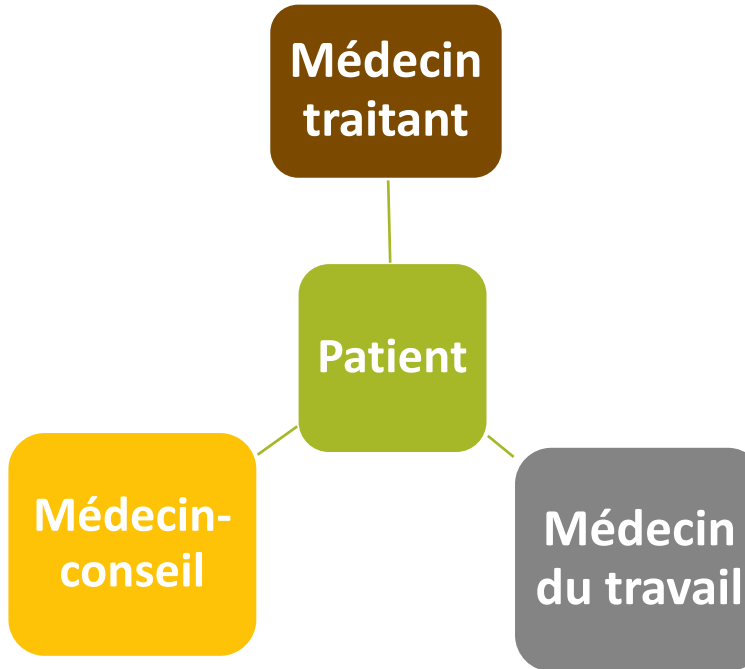 Médecin
traitant
Patient
Médecin-
conseil
Médecin
du travail